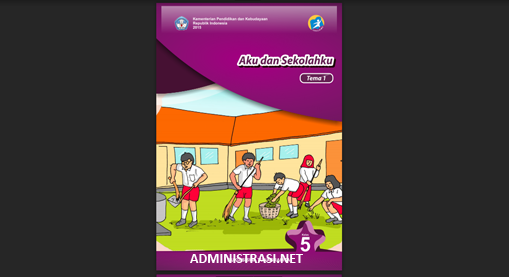 Kementerian Pendidikan dan Kebudayaan
Republik Indonesia
2015
Aku dan Sekolahku
Tema 1
5
ADMINISTRASI.NET